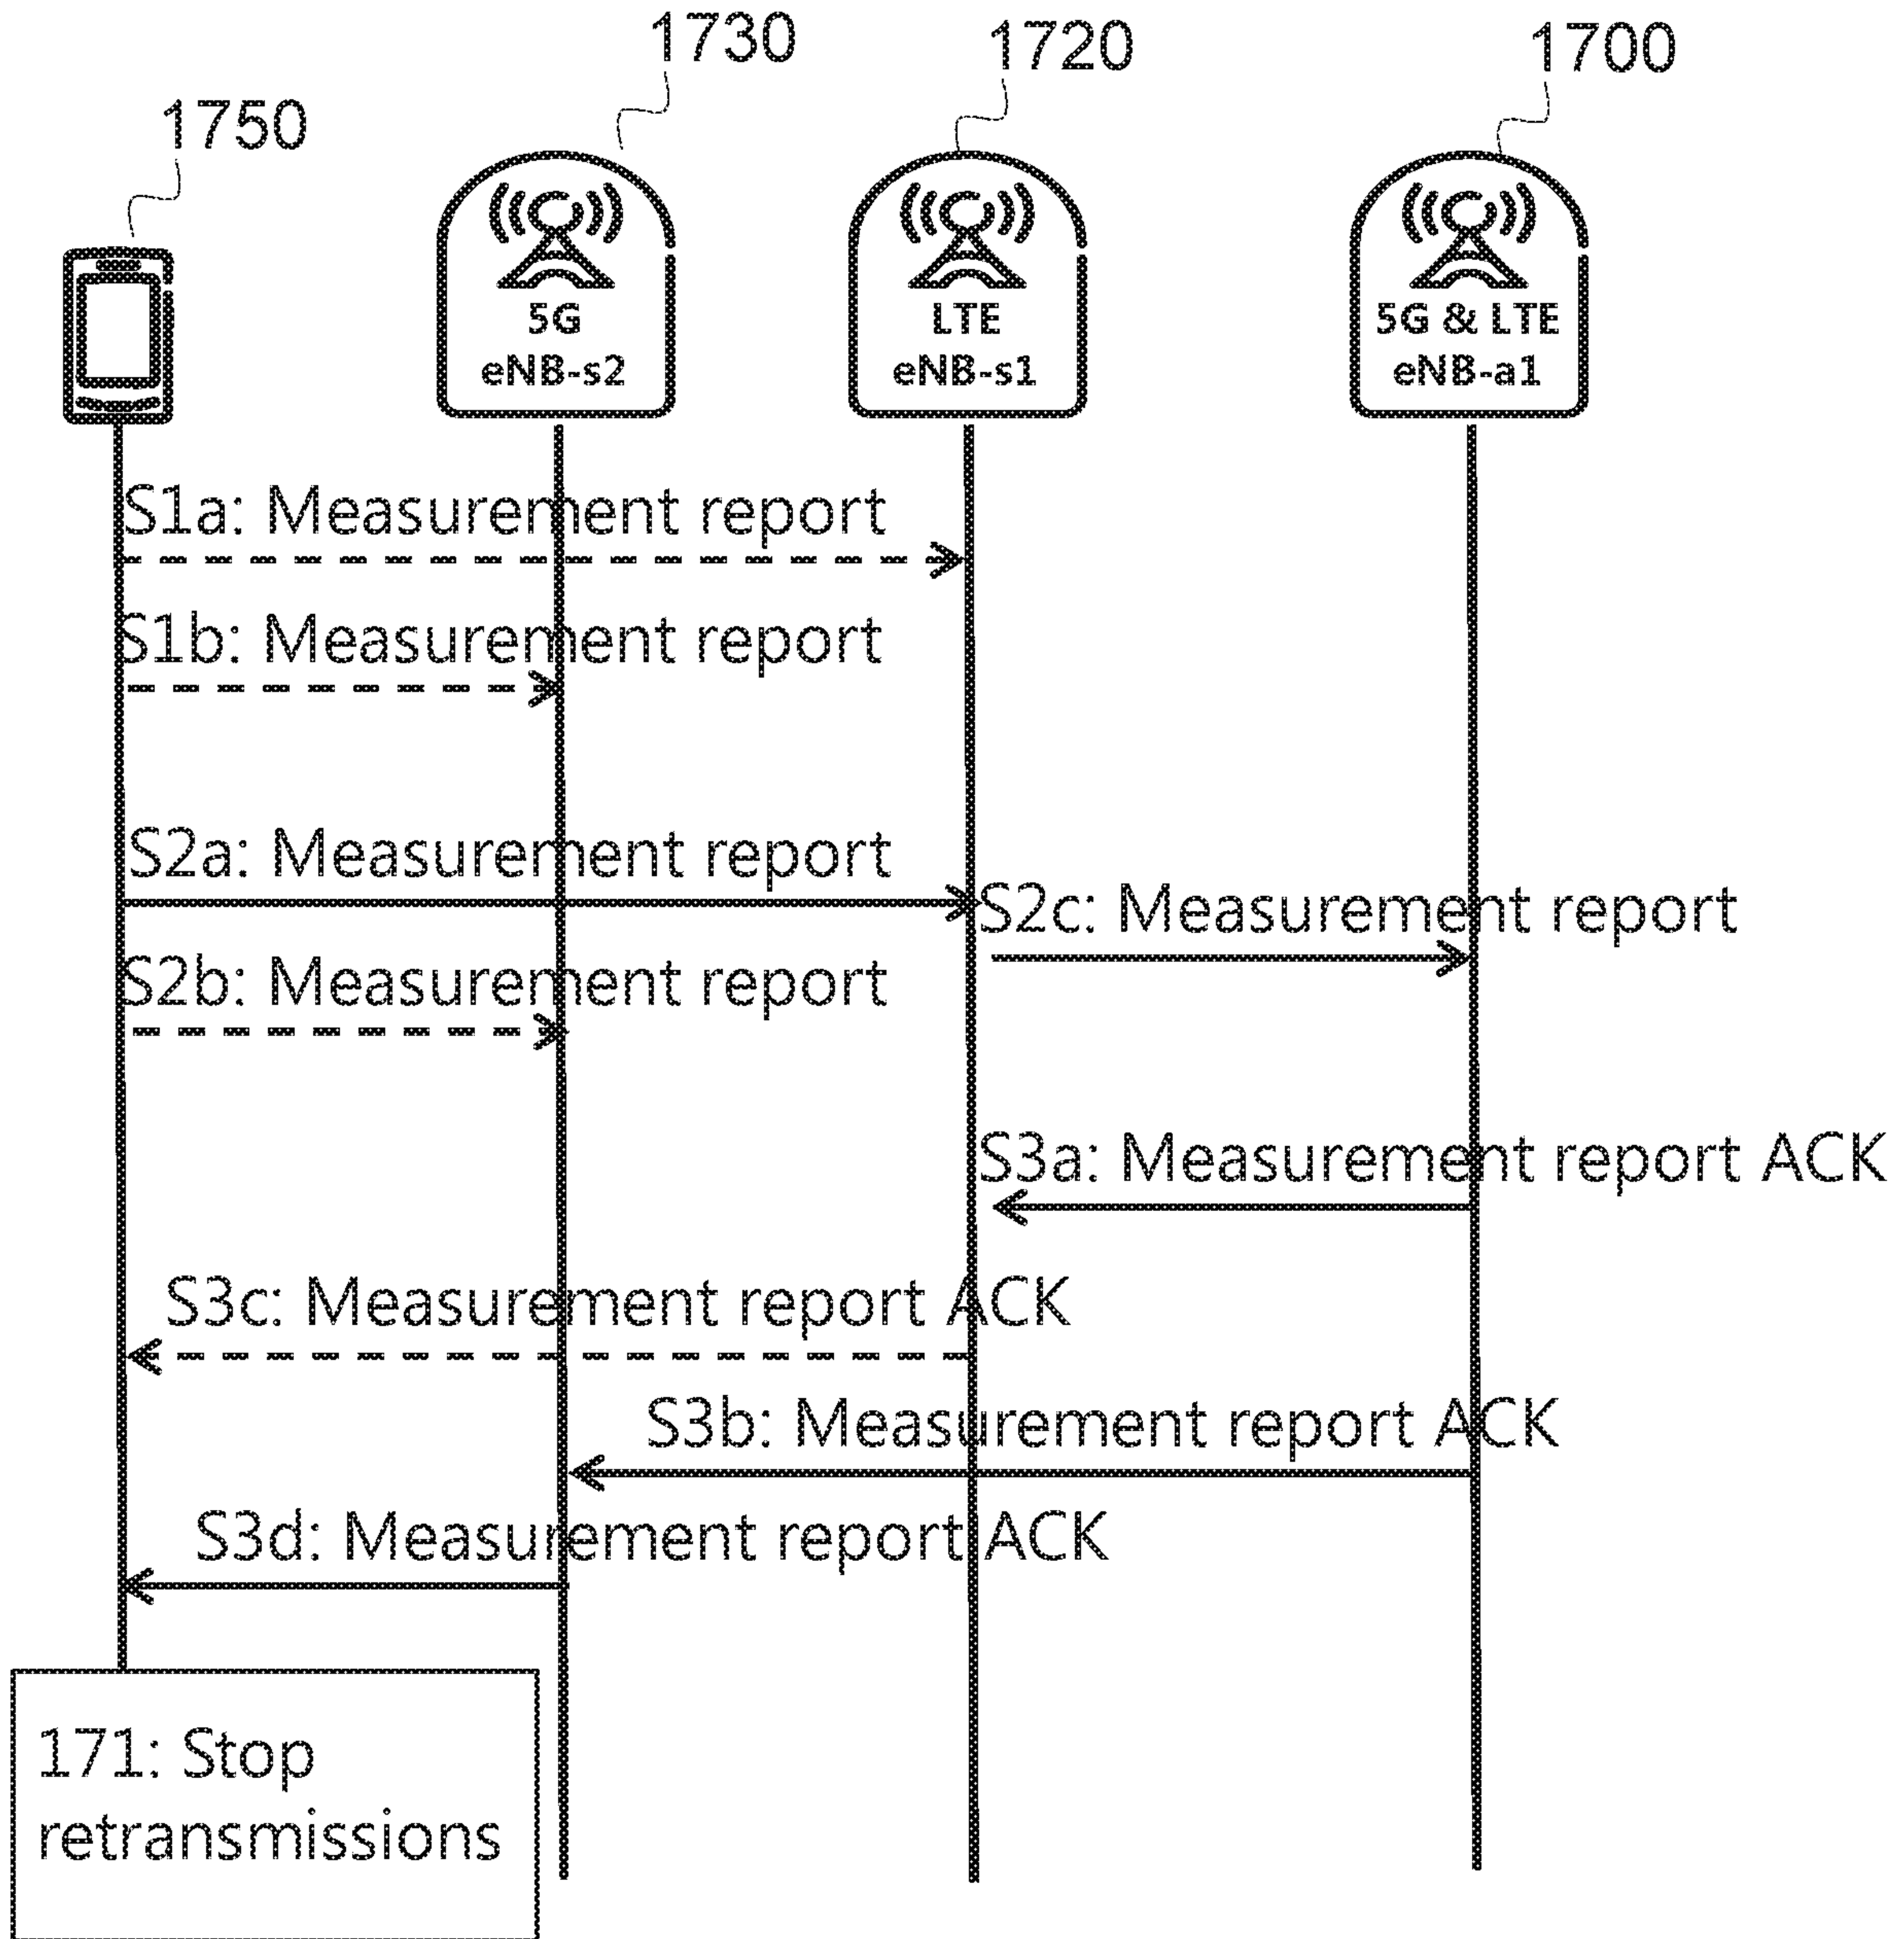 1730
1720
1700
1750
5G
eNB-s2
LTE
eNB-s1
5G & LTE
eNB-a1
S1a: Measurement report
S1b: Measurement report
S2a: Measurement report
S2c: Measurement report
S2b: Measurement report
S3a: Measurement report ACK
S3c: Measurement report ACK
S3b: Measurement report ACK
S3d: Measurement report ACK
171: Stop
retransmissions